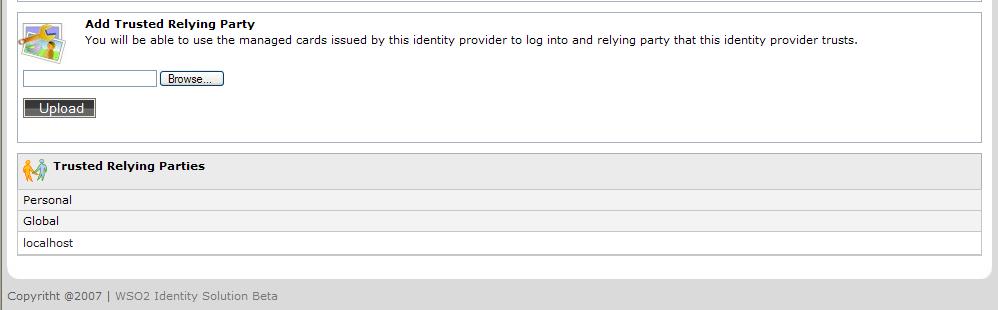 Add Trusted Relying Party
You will be able to use the managed cards issued by this identity provider to log into and relying party that this identity provider trusts.
Browse...
Upload
Trusted Relying Parties
Personal
Global
localhost
Copyritht @2007 | WSO2 Identity Solution Beta